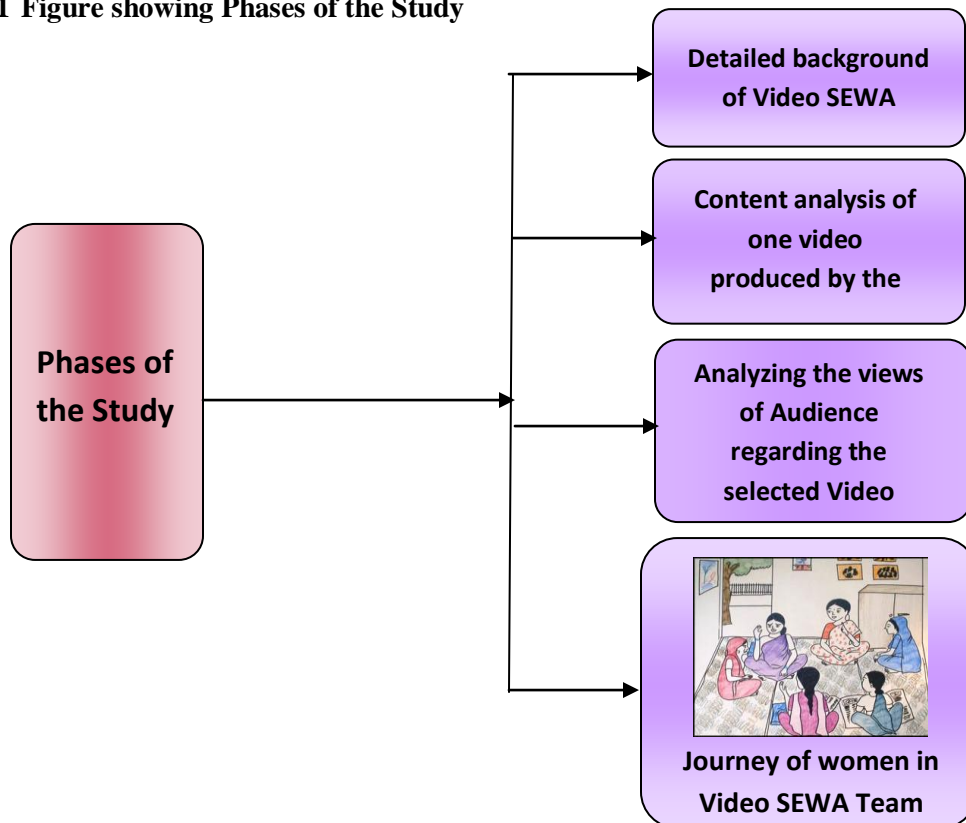 1 Figure showing Phases of the Study
Detailed background
of Video SEWA
Content analysis of
one video
produced by the
Phases of
the Study
Analyzing the views
of Audience
regarding the
selected Video
Journey of women in
Video SEWA Team